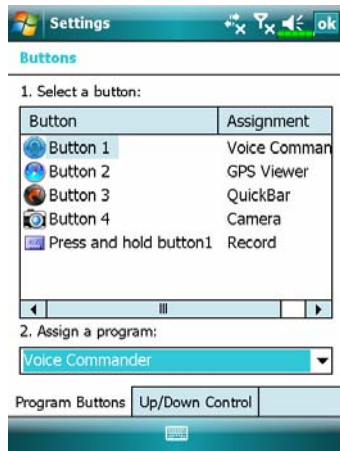 Settings ok
Buttons
1. Select a button:
Button Assignment
Button 1 Voice Comman
Button 2 GPS Viewer
Button 3 QuickBar
Button 4 Camera
Press and hold button1 Record
2. Assign a program:
Voice Commander
Program Buttons Up/Down Control